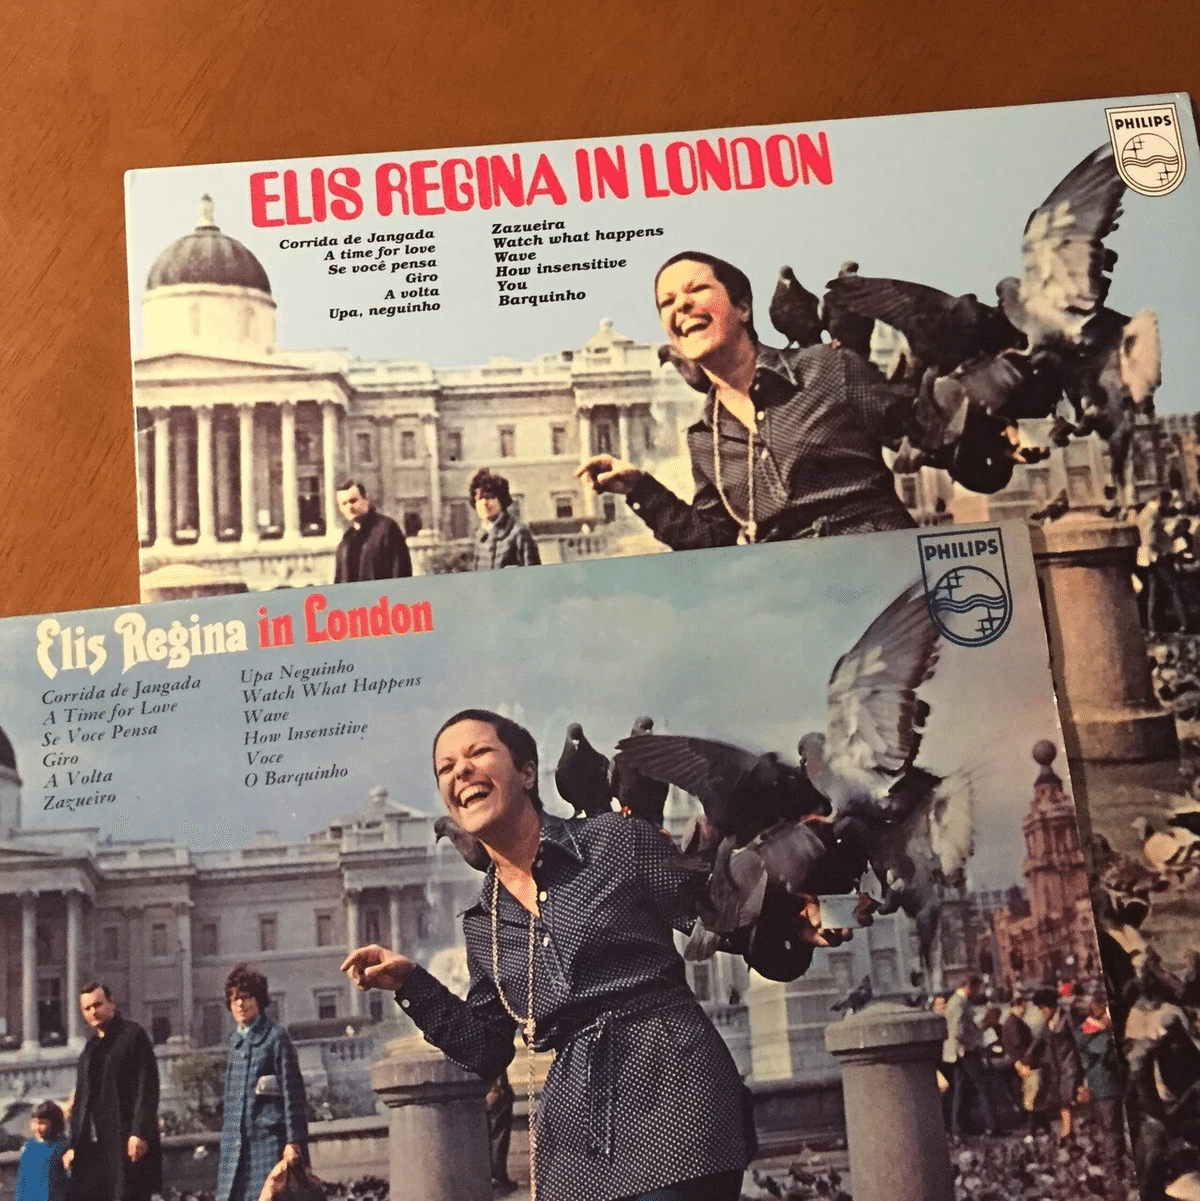 PHILIPS
ELIS REGINA IN LONDON
Corrida de Jangada
A time for love
Se você pensa
Giro
A volta
Upa, neguinho
Zazueira
Watch what happens
Wave
How insensitive
You
Barquinho
PHILIPS
Elis Regina in London
Corrida de Jangada
A Time for Love
Se Voce Pensa
Giro
A Volta
Zazueiro
Upa Neguinho
Watch What Happens
Wave
How Insensitive
Voce
O Barquinho